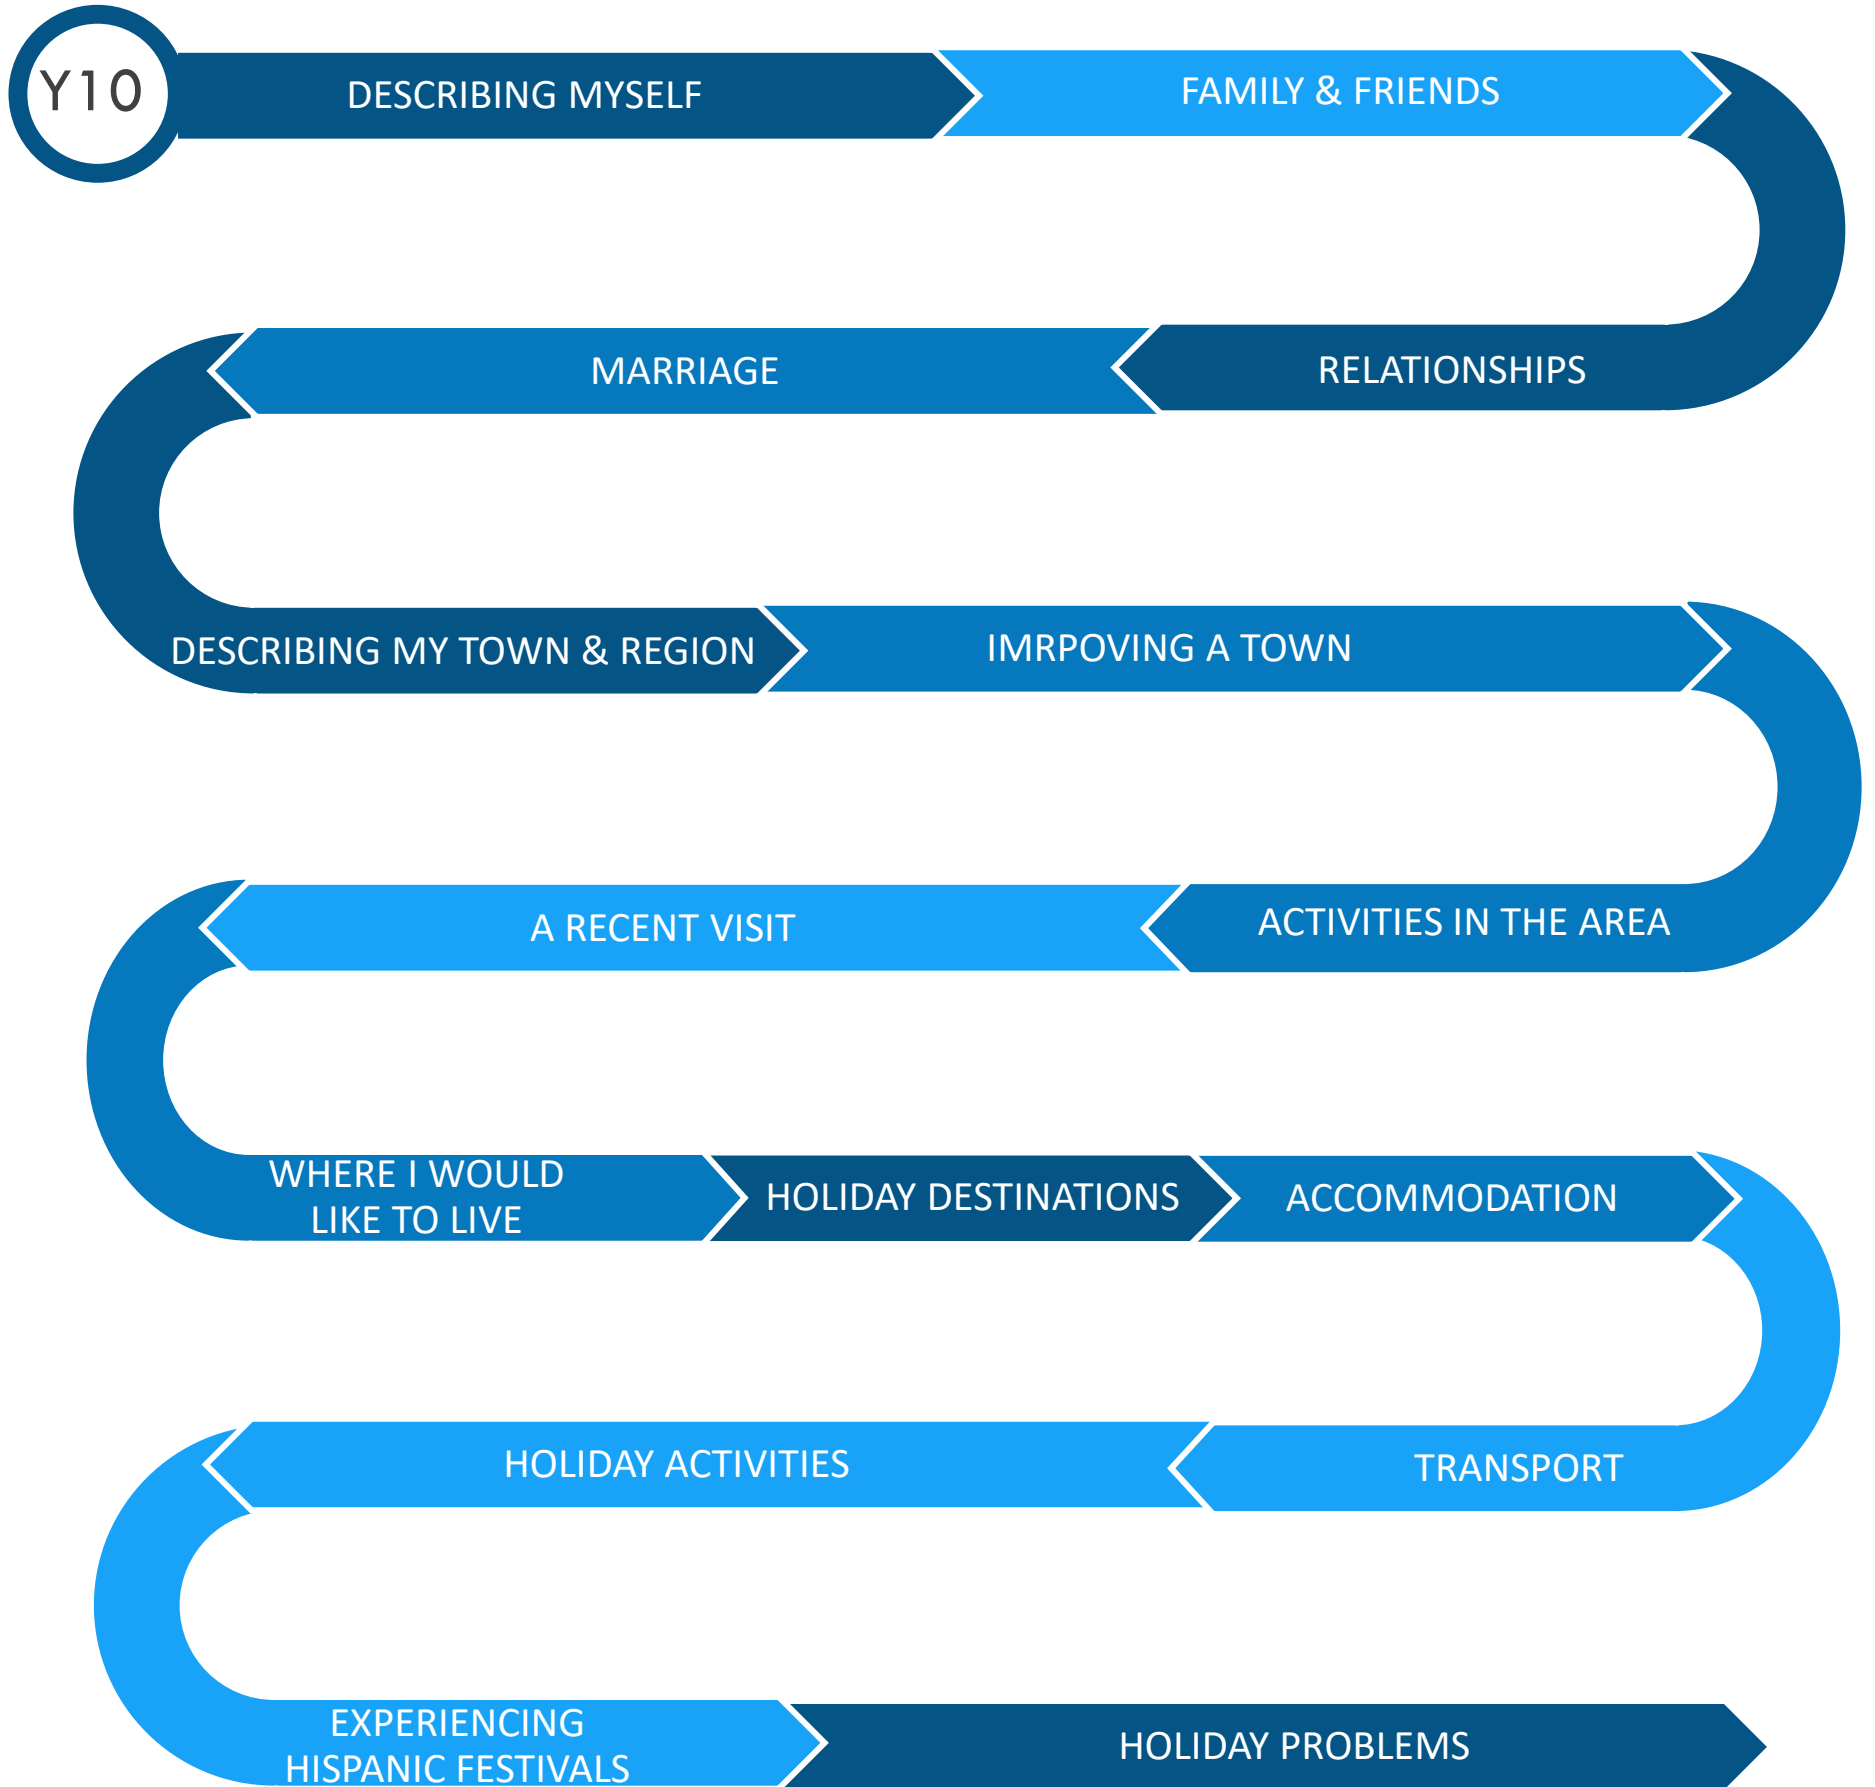 Y10
DESCRIBING MYSELF
FAMILY & FRIENDS
RELATIONSHIPS
MARRIAGE
DESCRIBING MY TOWN & REGION
IMRPOVING A TOWN
ACTIVITIES IN THE AREA
A RECENT VISIT
WHERE I WOULD
LIKE TO LIVE
HOLIDAY DESTINATIONS
ACCOMMODATION
TRANSPORT
HOLIDAY ACTIVITIES
EXPERIENCING
HISPANIC FESTIVALS
HOLIDAY PROBLEMS